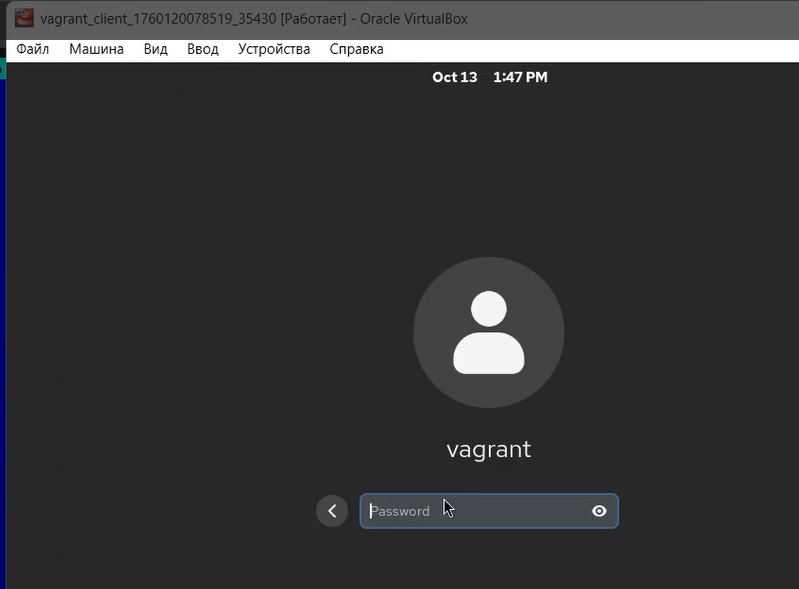 vagrant_client_1760120078519_35430 [Работает] - Oracle VirtualBox
Файл Машина Вид Ввод Устройства Справка
Oct 13 1:47 PM
vagrant
Password